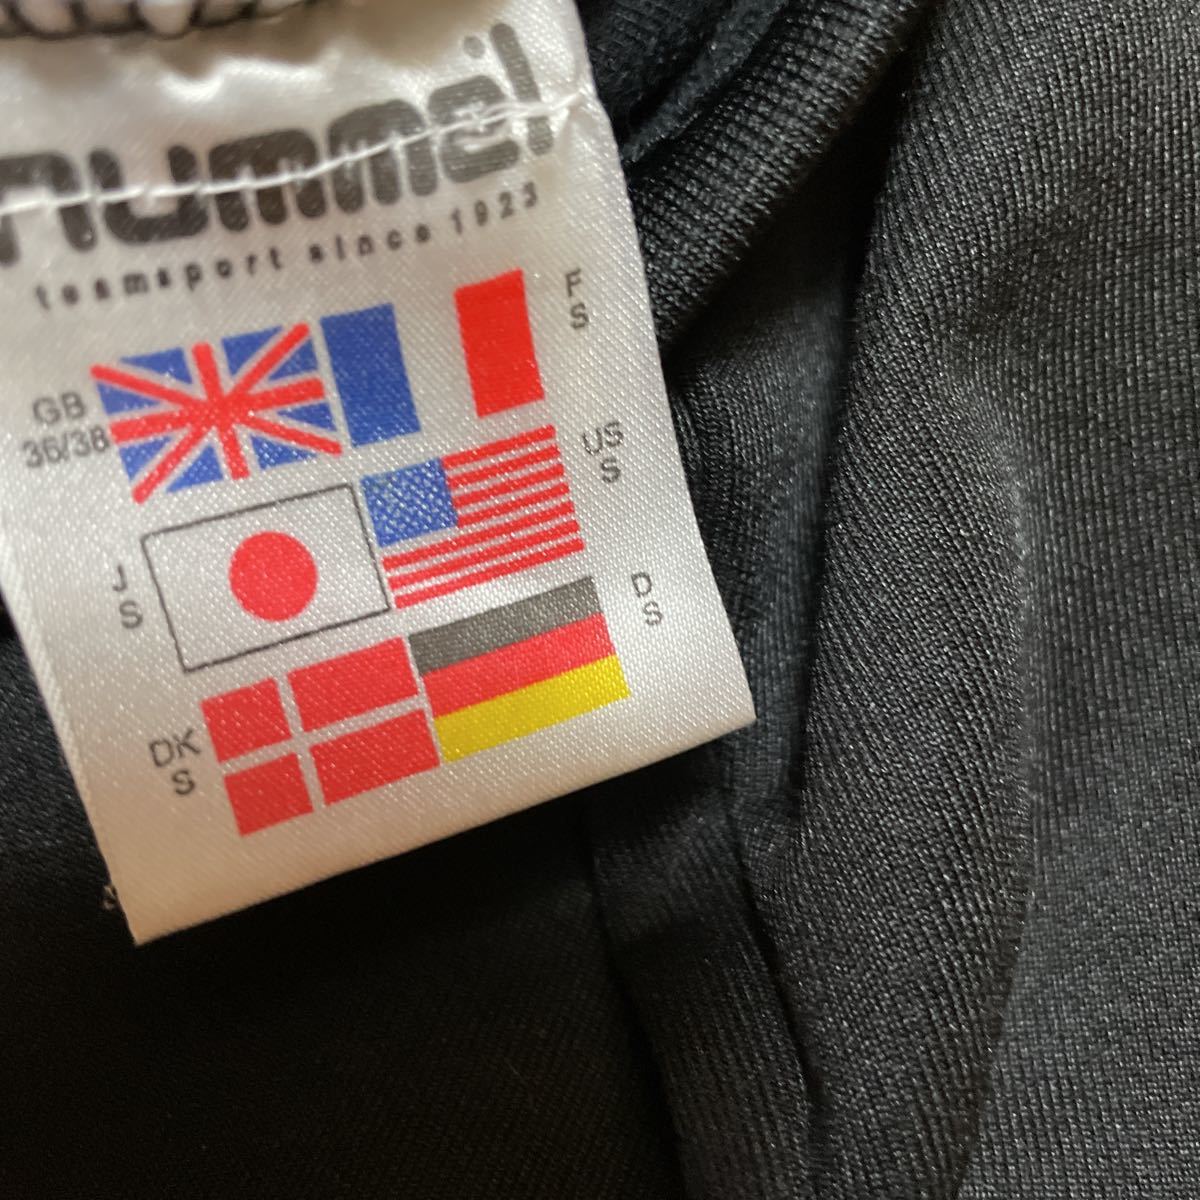 hummel
teamsport since 1923
F
S
GB
36/38
US
S
J
S
D
S
DK
S